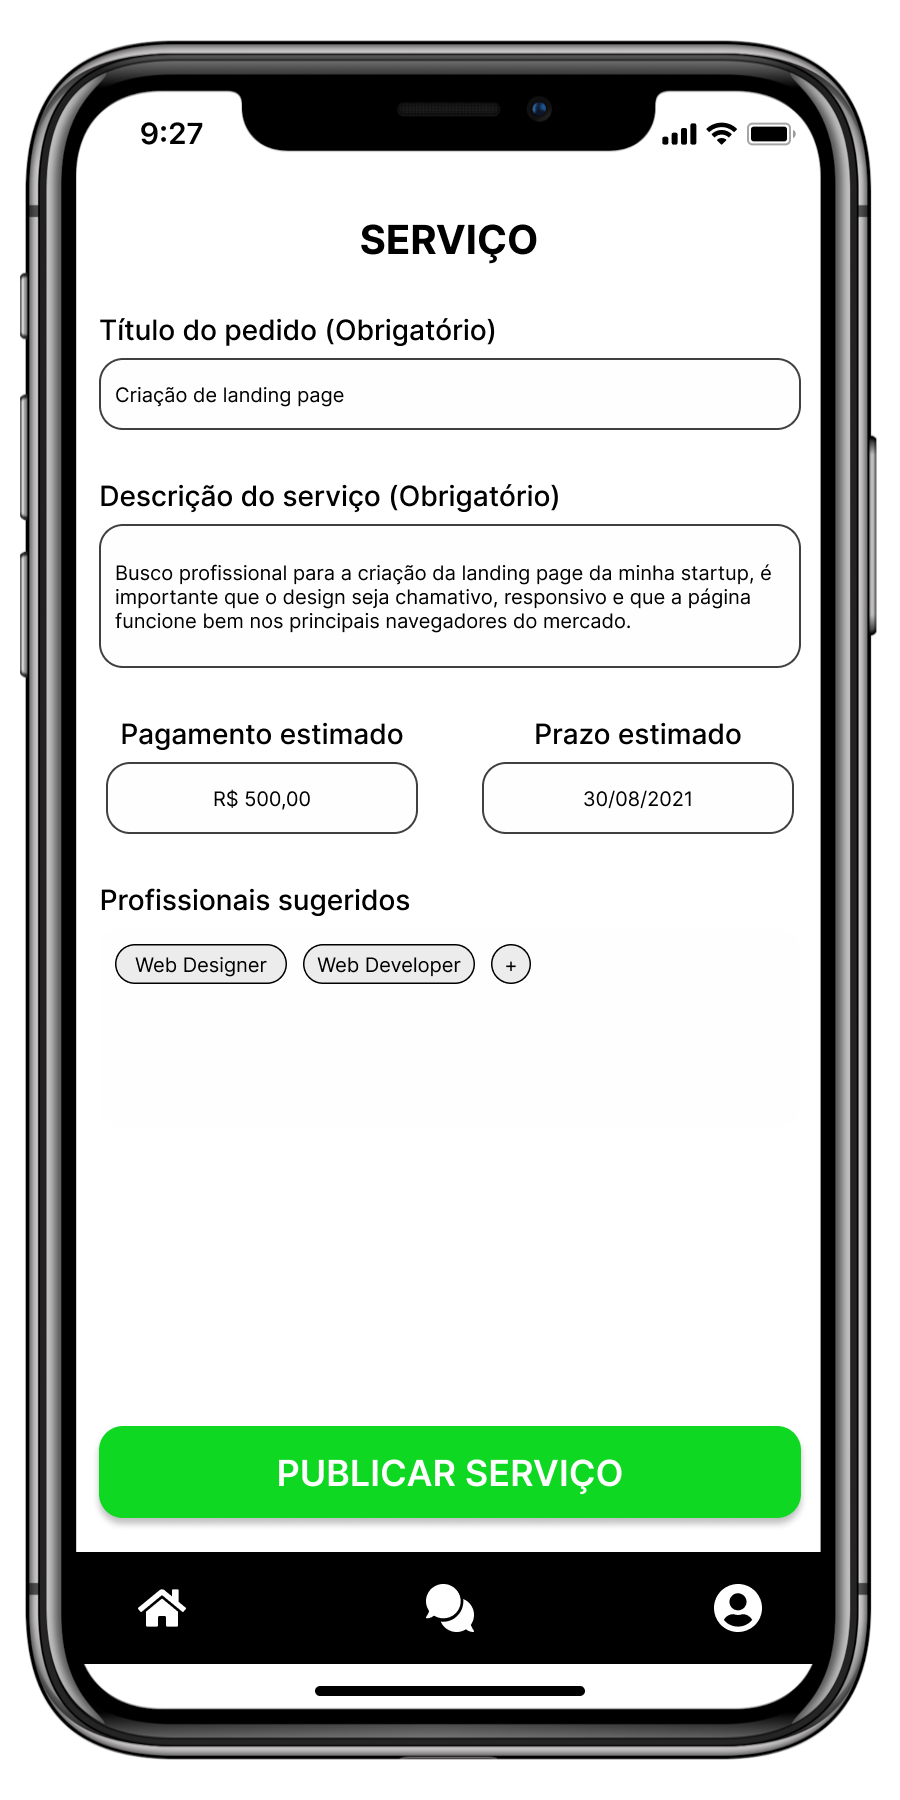 9:27
SERVIÇO
Título do pedido (Obrigatório)
Criação de landing page
Descrição do serviço (Obrigatório)
Busco profissional para a criação da landing page da minha startup, é
importante que o design seja chamativo, responsivo e que a página
funcione bem nos principais navegadores do mercado.
Pagamento estimado
Prazo estimado
R$ 500,00
30/08/2021
Profissionais sugeridos
Web Designer
Web Developer
+
PUBLICAR SERVIÇO